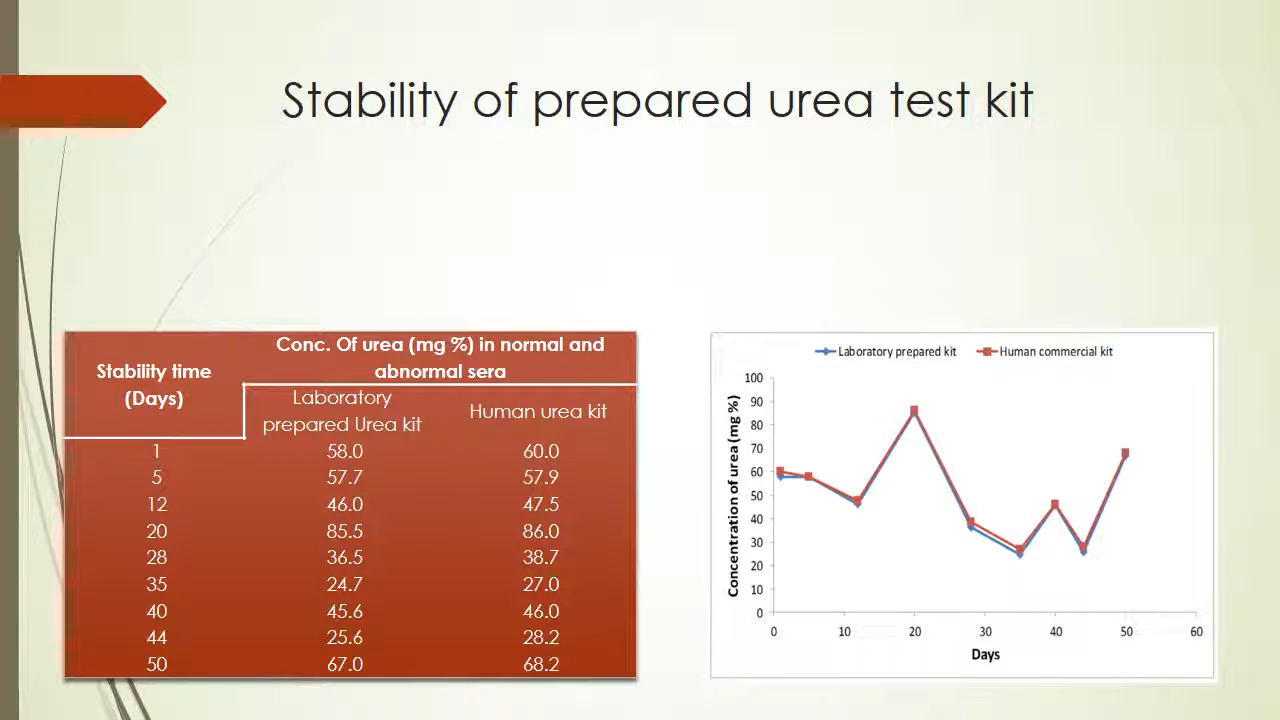 Stability of prepared urea test kit
Stability time
(Days)
Conc. Of urea (mg %) in normal and
abnormal sera
Laboratory
prepared Urea kit
Human urea kit
1 58.0 60.0
5 57.7 57.9
12 46.0 47.5
20 85.5 86.0
28 36.5 38.7
35 24.7 27.0
40 45.6 46.0
44 25.6 28.2
50 67.0 68.2
Laboratory prepared kit Human commercial kit
Concentration of urea (mg %)
100
90
80
70
60
50
40
30
20
10
0
0 10 20 30 40 50 60
Days